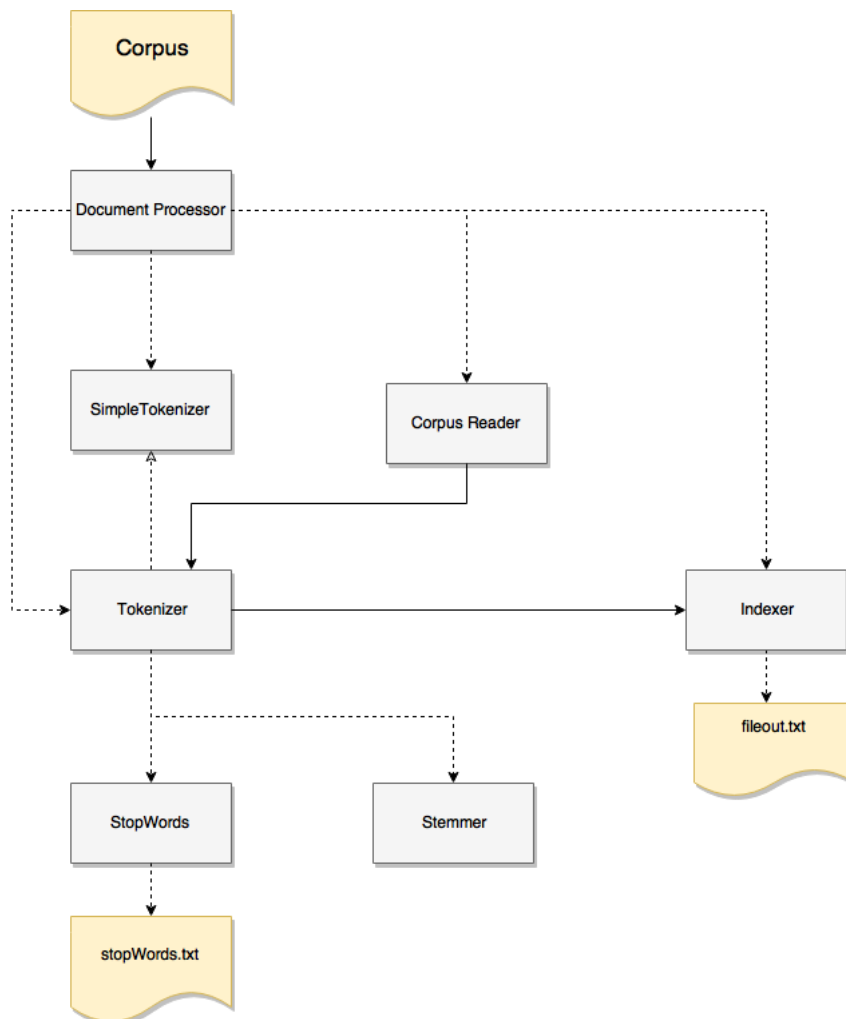 Corpus
Document Processor
SimpleTokenizer
Corpus Reader
Tokenizer
Indexer
fileout.txt
StopWords
Stemmer
stopWords.txt